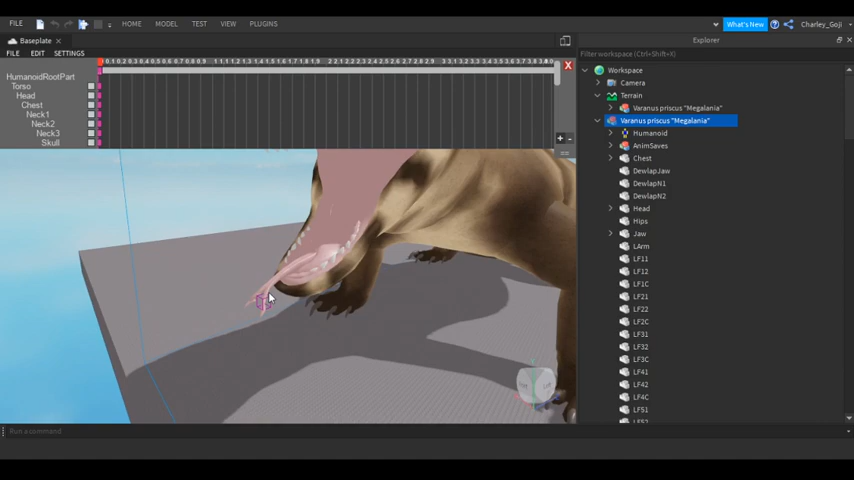 FILE HOME MODEL TEST VIEW PLUGINS What's New Charley_Goji
Baseplate Explorer
FILE EDIT SETTINGS Filter workspace (Ctrl+Shift+X)
HumanoidRootPart
Torso
Head
Chest
Neck1
Neck2
Neck3
Skull
Workspace
Camera
Terrain
Varanus priscus "Megalania"
Varanus priscus "Megalania"
Humanoid
AnimSaves
Chest
DewlapJaw
DewlapN1
DewlapN2
Head
Hips
Jaw
LArm
LF11
LF12
LF1C
LF21
LF22
LF2C
LF31
LF32
LF3C
LF41
LF42
LF4C
LF51
Run a command